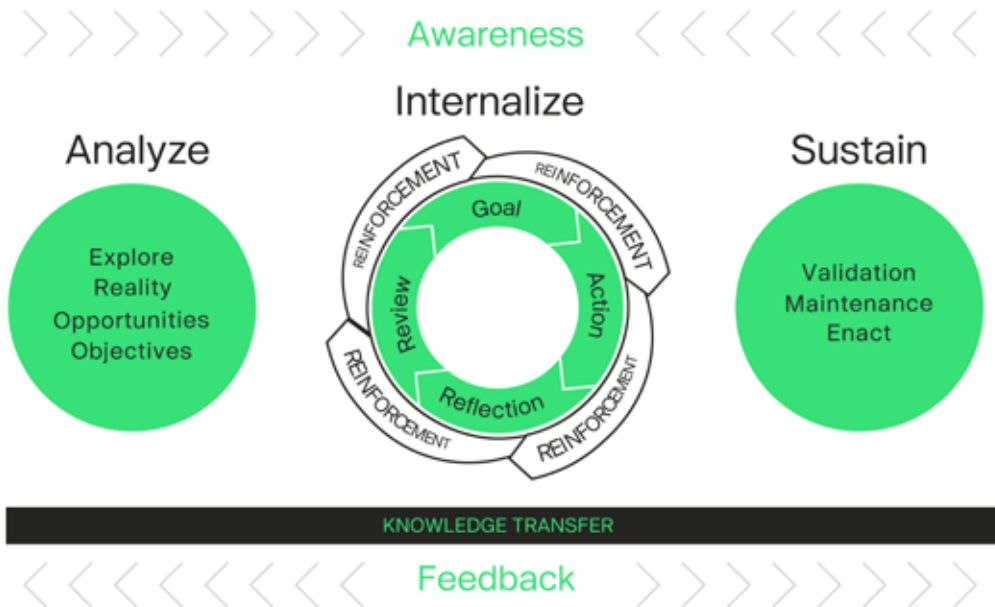 Awareness
Internalize
Analyze
Sustain
REINFORCEMENT
REINFORCEMENT
Goal
Explore
Reality
Opportunities
Objectives
Review
Action
Validation
Maintenance
Enact
Reflection
REINFORCEMENT
REINFORCEMENT
KNOWLEDGE TRANSFER
Feedback